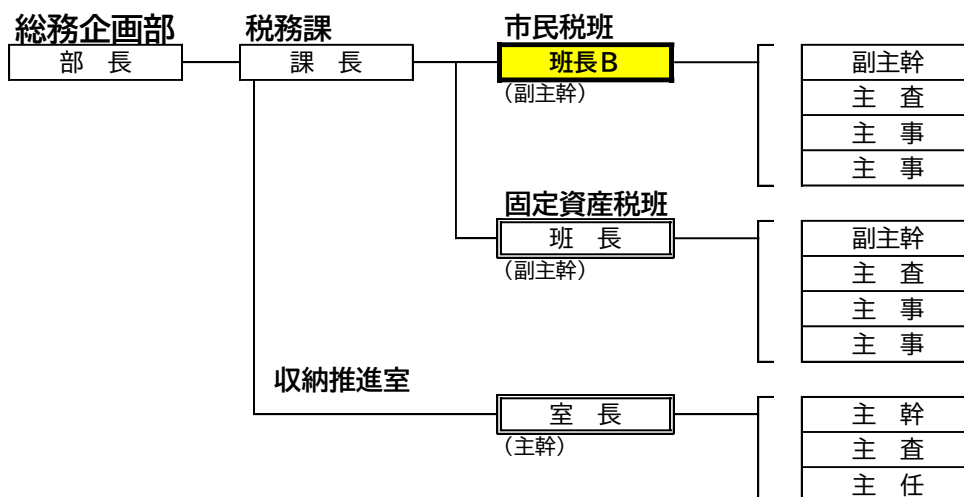 総務企画部 税務課 市民税班
部　長 課　長 班長Ｂ 副主幹
（副主幹） 主　査
主　事
主　事
固定資産税班
班　長 副主幹
（副主幹） 主　査
主　事
主　事
収納推進室
室　長 主　幹
（主幹） 主　査
主　任